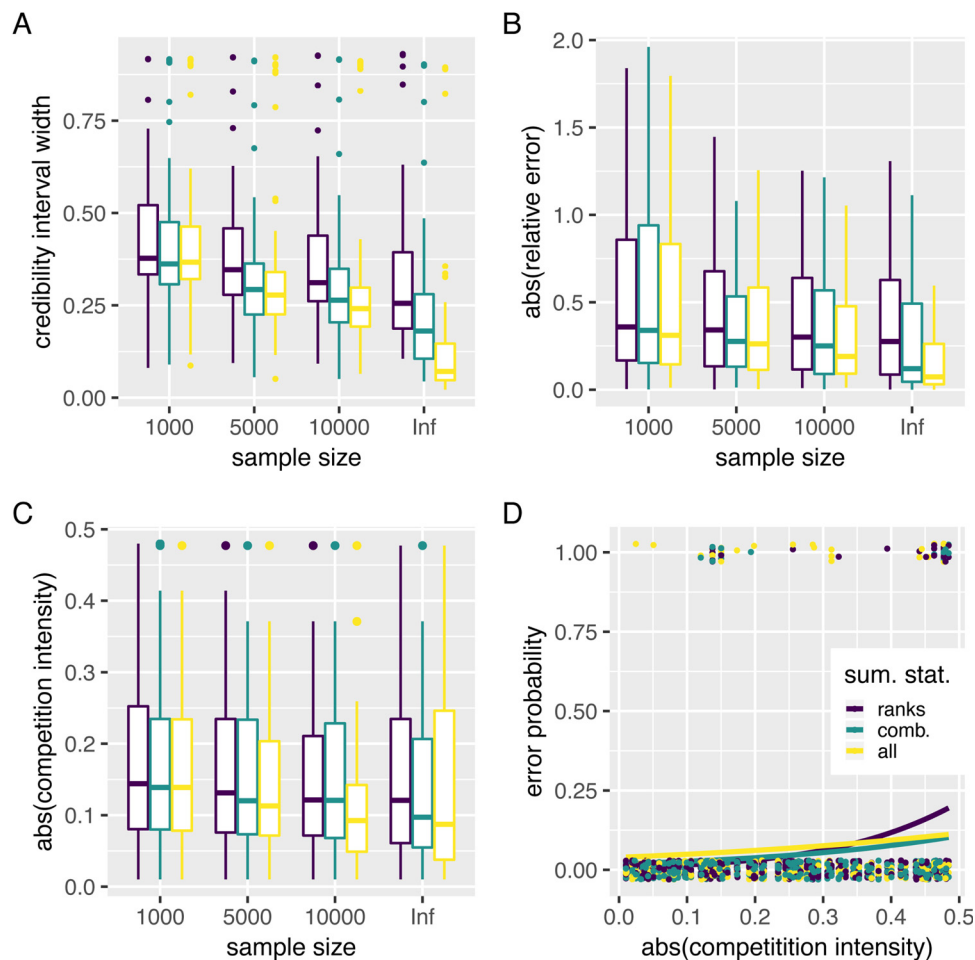 A
credibility interval width
0.75
0.50
0.25
0.00
1000
5000
10000
Inf
sample size
B
abs(relative error)
2.0
1.5
1.0
0.5
0.0
1000
5000
10000
Inf
sample size
C
abs(competition intensity)
0.5
0.4
0.3
0.2
0.1
0.0
1000
5000
10000
Inf
sample size
D
error probability
1.00
0.75
0.50
0.25
0.00
sum. stat.
ranks
comb.
all
0.0
0.1
0.2
0.3
0.4
0.5
abs(competitition intensity)